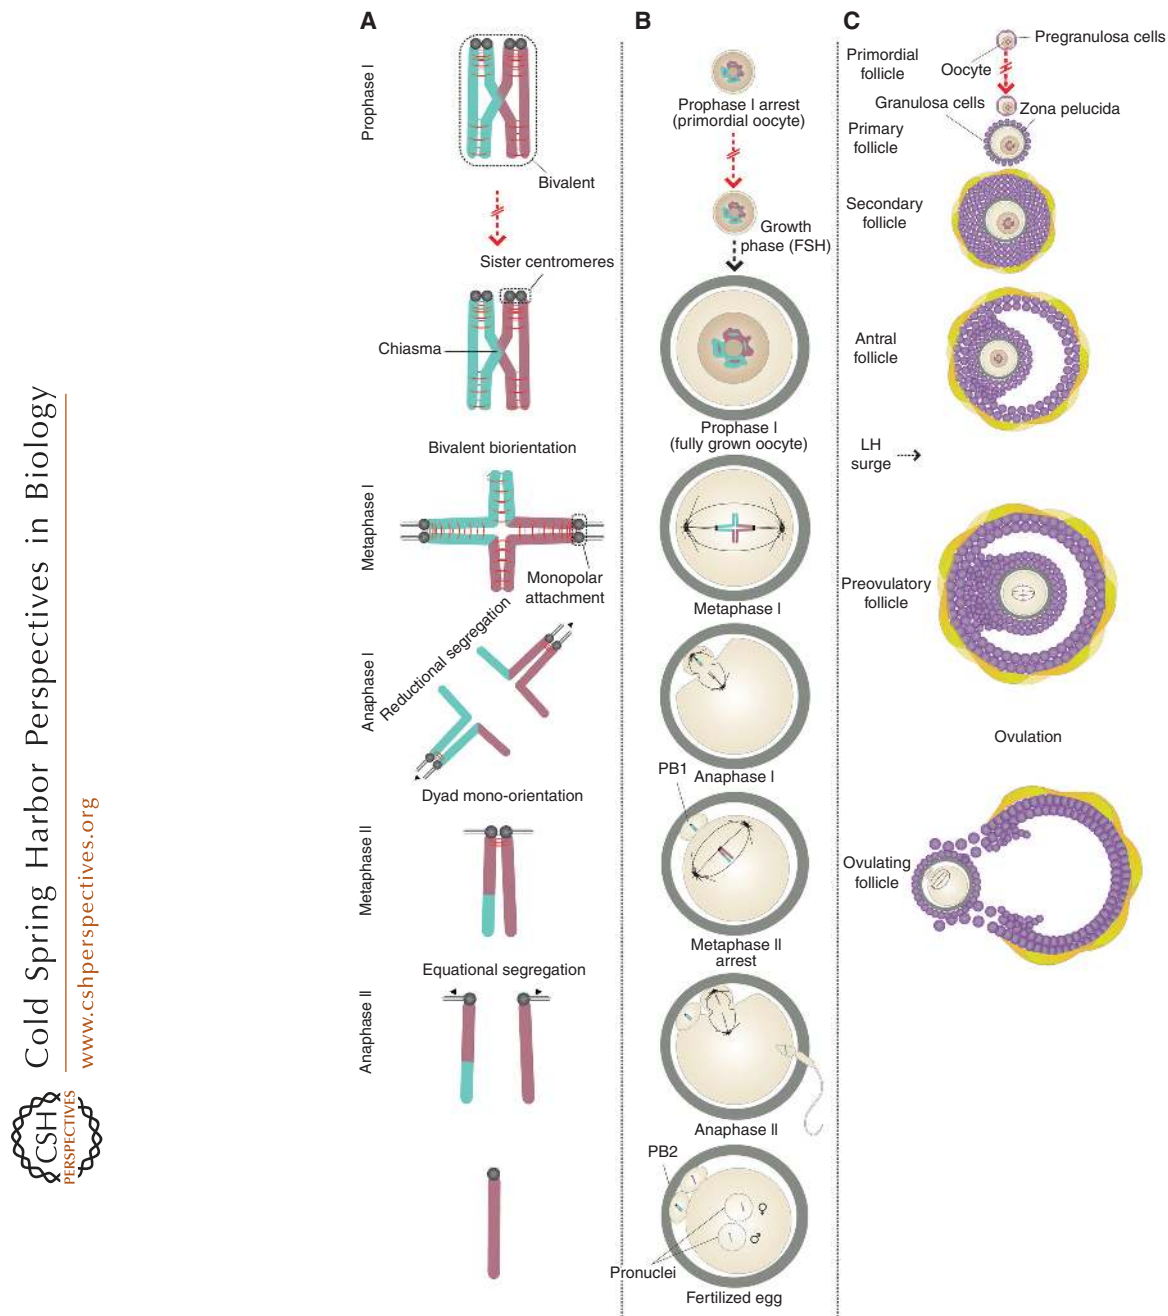 Cold Spring Harbor Perspectives in Biology
www.cshperspectives.org
CSH
PERSPECTIVES
A
Prophase I
Bivalent
Sister centromeres
Chiasma
Bivalent biorientation
Metaphase I
Monopolar
attachment
Reductional segregation
Anaphase I
Dyad mono-orientation
Metaphase II
Equational segregation
Anaphase II
B
Prophase I arrest
(primordial oocyte)
Growth
phase (FSH)
Prophase I
(fully grown oocyte)
Metaphase I
Anaphase I
PB1
Metaphase II
arrest
Anaphase II
PB2
♀
♂
Pronuclei
Fertilized egg
C
Pregranulosa cells
Primordial
follicle
Oocyte
Granulosa cells
Zona pelucida
Primary
follicle
Secondary
follicle
Antral
follicle
LH
surge
Preovulatory
follicle
Ovulation
Ovulating
follicle